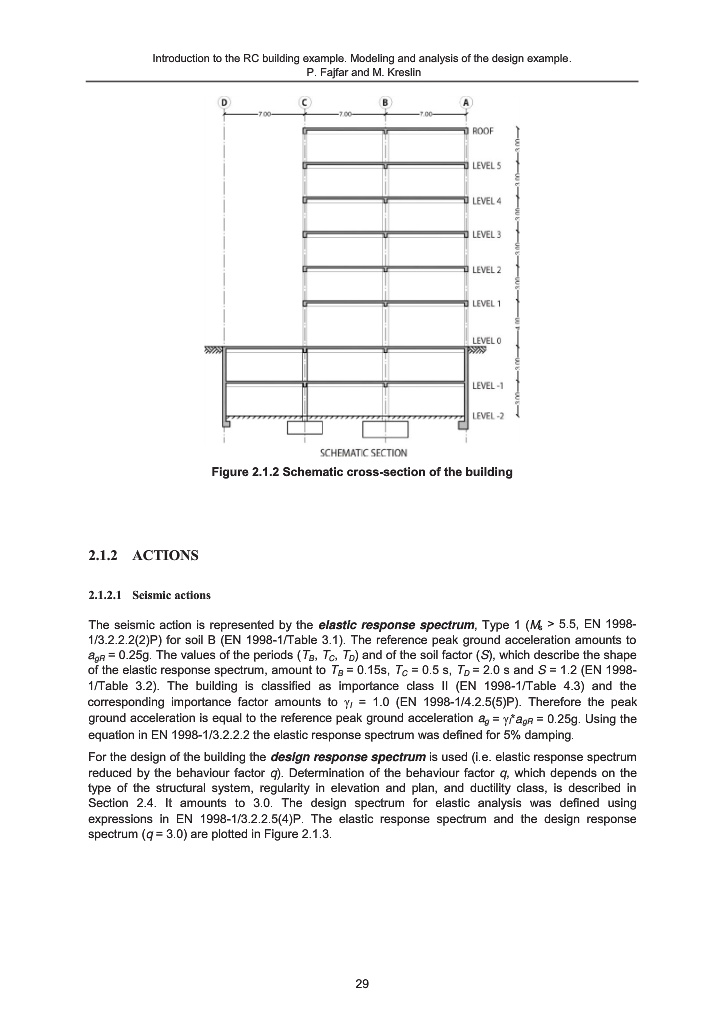 Introduction to the RC building example. Modeling and analysis of the design example.
P. Fajfar and M. Kreslin
D C B A
7.00 7.00 7.00
ROOF
3.00
LEVEL 5
3.00
LEVEL 4
3.00
LEVEL 3
3.00
LEVEL 2
3.00
LEVEL 1
4.00
LEVEL 0
3.00
LEVEL -1
3.00
LEVEL -2
SCHEMATIC SECTION
Figure 2.1.2 Schematic cross-section of the building
2.1.2 ACTIONS
2.1.2.1 Seismic actions
The seismic action is represented by the elastic response spectrum, Type 1 (Ms > 5.5, EN 1998-
1/3.2.2.2(2)P) for soil B (EN 1998-1/Table 3.1). The reference peak ground acceleration amounts to
agR = 0.25g. The values of the periods (TB, TC, TD) and of the soil factor (S), which describe the shape
of the elastic response spectrum, amount to TB = 0.15s, TC = 0.5 s, TD = 2.0 s and S = 1.2 (EN 1998-
1/Table 3.2). The building is classified as importance class II (EN 1998-1/Table 4.3) and the
corresponding importance factor amounts to γI = 1.0 (EN 1998-1/4.2.5(5)P). Therefore the peak
ground acceleration is equal to the reference peak ground acceleration ag = γI*agR = 0.25g. Using the
equation in EN 1998-1/3.2.2.2 the elastic response spectrum was defined for 5% damping.
For the design of the building the design response spectrum is used (i.e. elastic response spectrum
reduced by the behaviour factor q). Determination of the behaviour factor q, which depends on the
type of the structural system, regularity in elevation and plan, and ductility class, is described in
Section 2.4. It amounts to 3.0. The design spectrum for elastic analysis was defined using
expressions in EN 1998-1/3.2.2.5(4)P. The elastic response spectrum and the design response
spectrum (q = 3.0) are plotted in Figure 2.1.3.
29